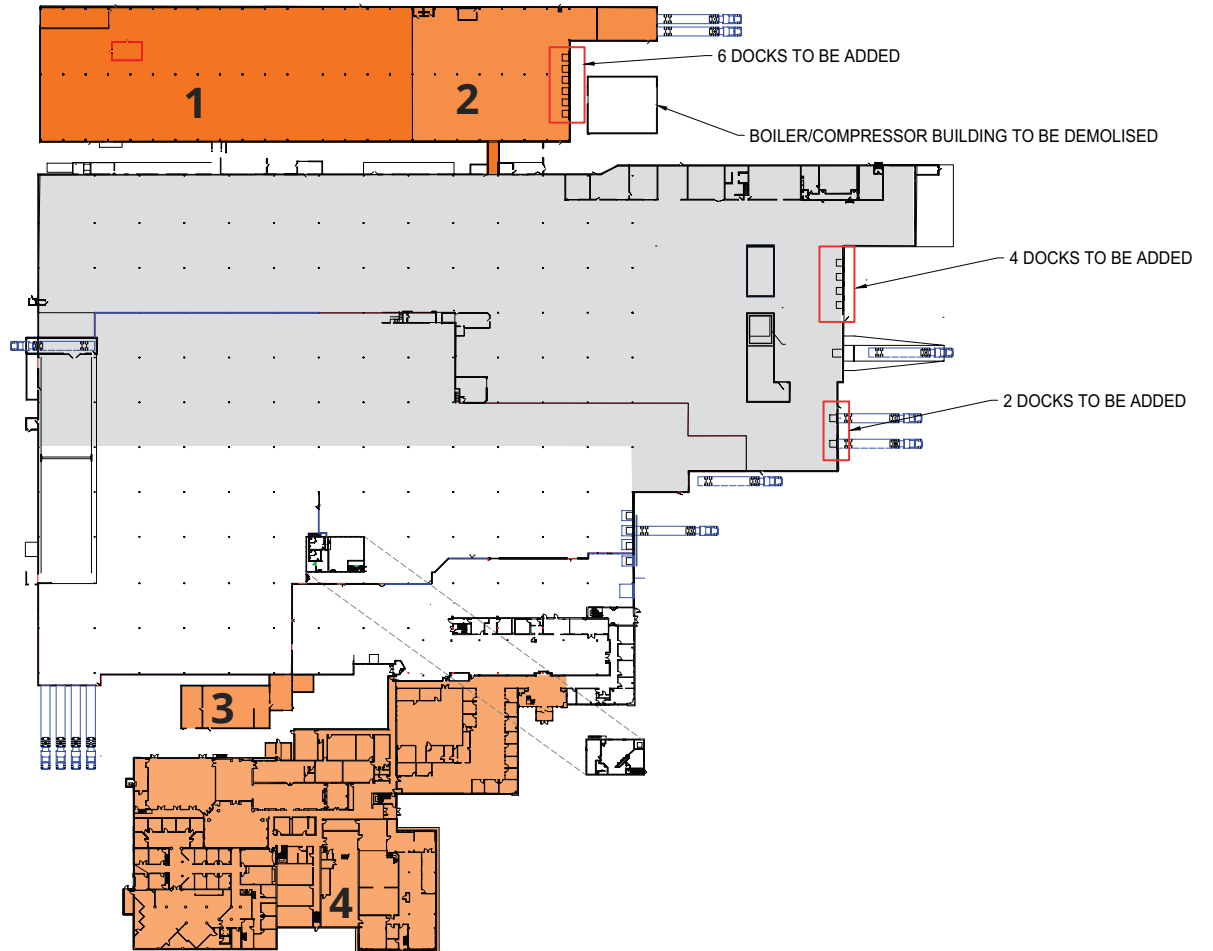 6 DOCKS TO BE ADDED
1
2
BOILER/COMPRESSOR BUILDING TO BE DEMOLISED
4 DOCKS TO BE ADDED
2 DOCKS TO BE ADDED
3
4